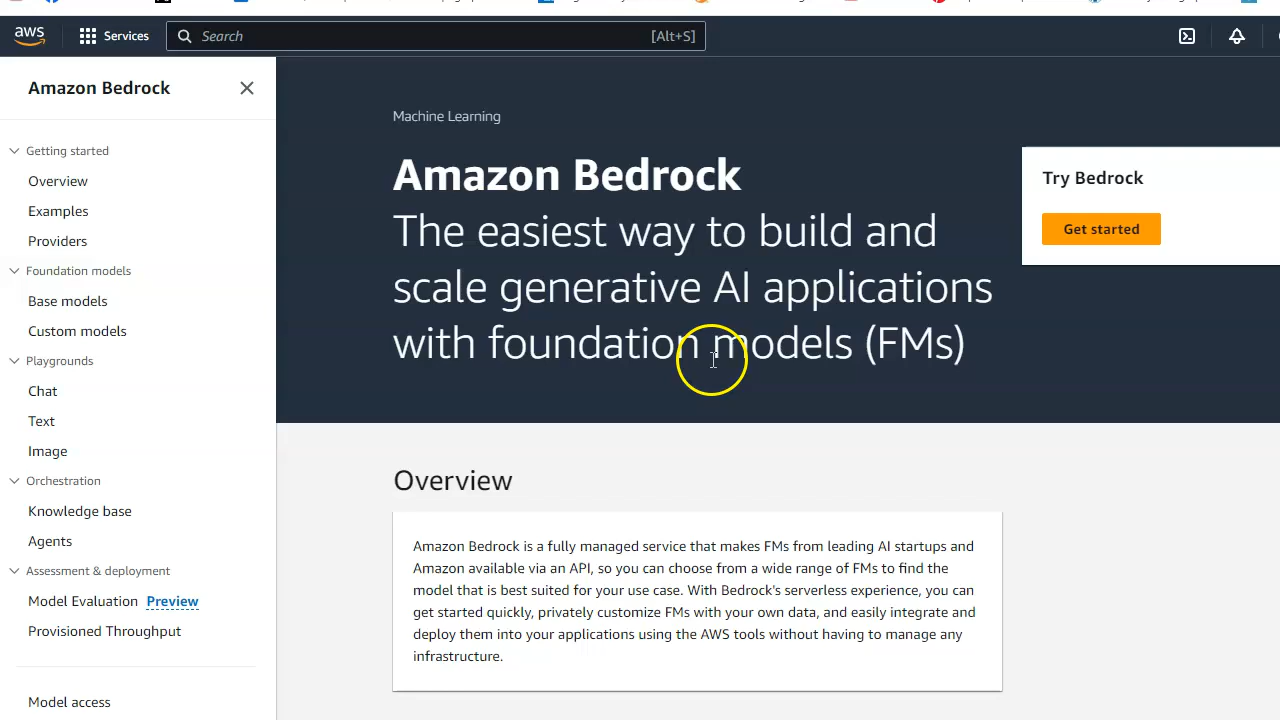 aws
Services
Search
[Alt+S]
Amazon Bedrock
Getting started
Overview
Examples
Providers
Foundation models
Base models
Custom models
Playgrounds
Chat
Text
Image
Orchestration
Knowledge base
Agents
Assessment & deployment
Model Evaluation Preview
Provisioned Throughput
Model access
Machine Learning
Amazon Bedrock
The easiest way to build and
scale generative AI applications
with foundation models (FMs)
Try Bedrock
Get started
Overview
Amazon Bedrock is a fully managed service that makes FMs from leading AI startups and
Amazon available via an API, so you can choose from a wide range of FMs to find the
model that is best suited for your use case. With Bedrock's serverless experience, you can
get started quickly, privately customize FMs with your own data, and easily integrate and
deploy them into your applications using the AWS tools without having to manage any
infrastructure.